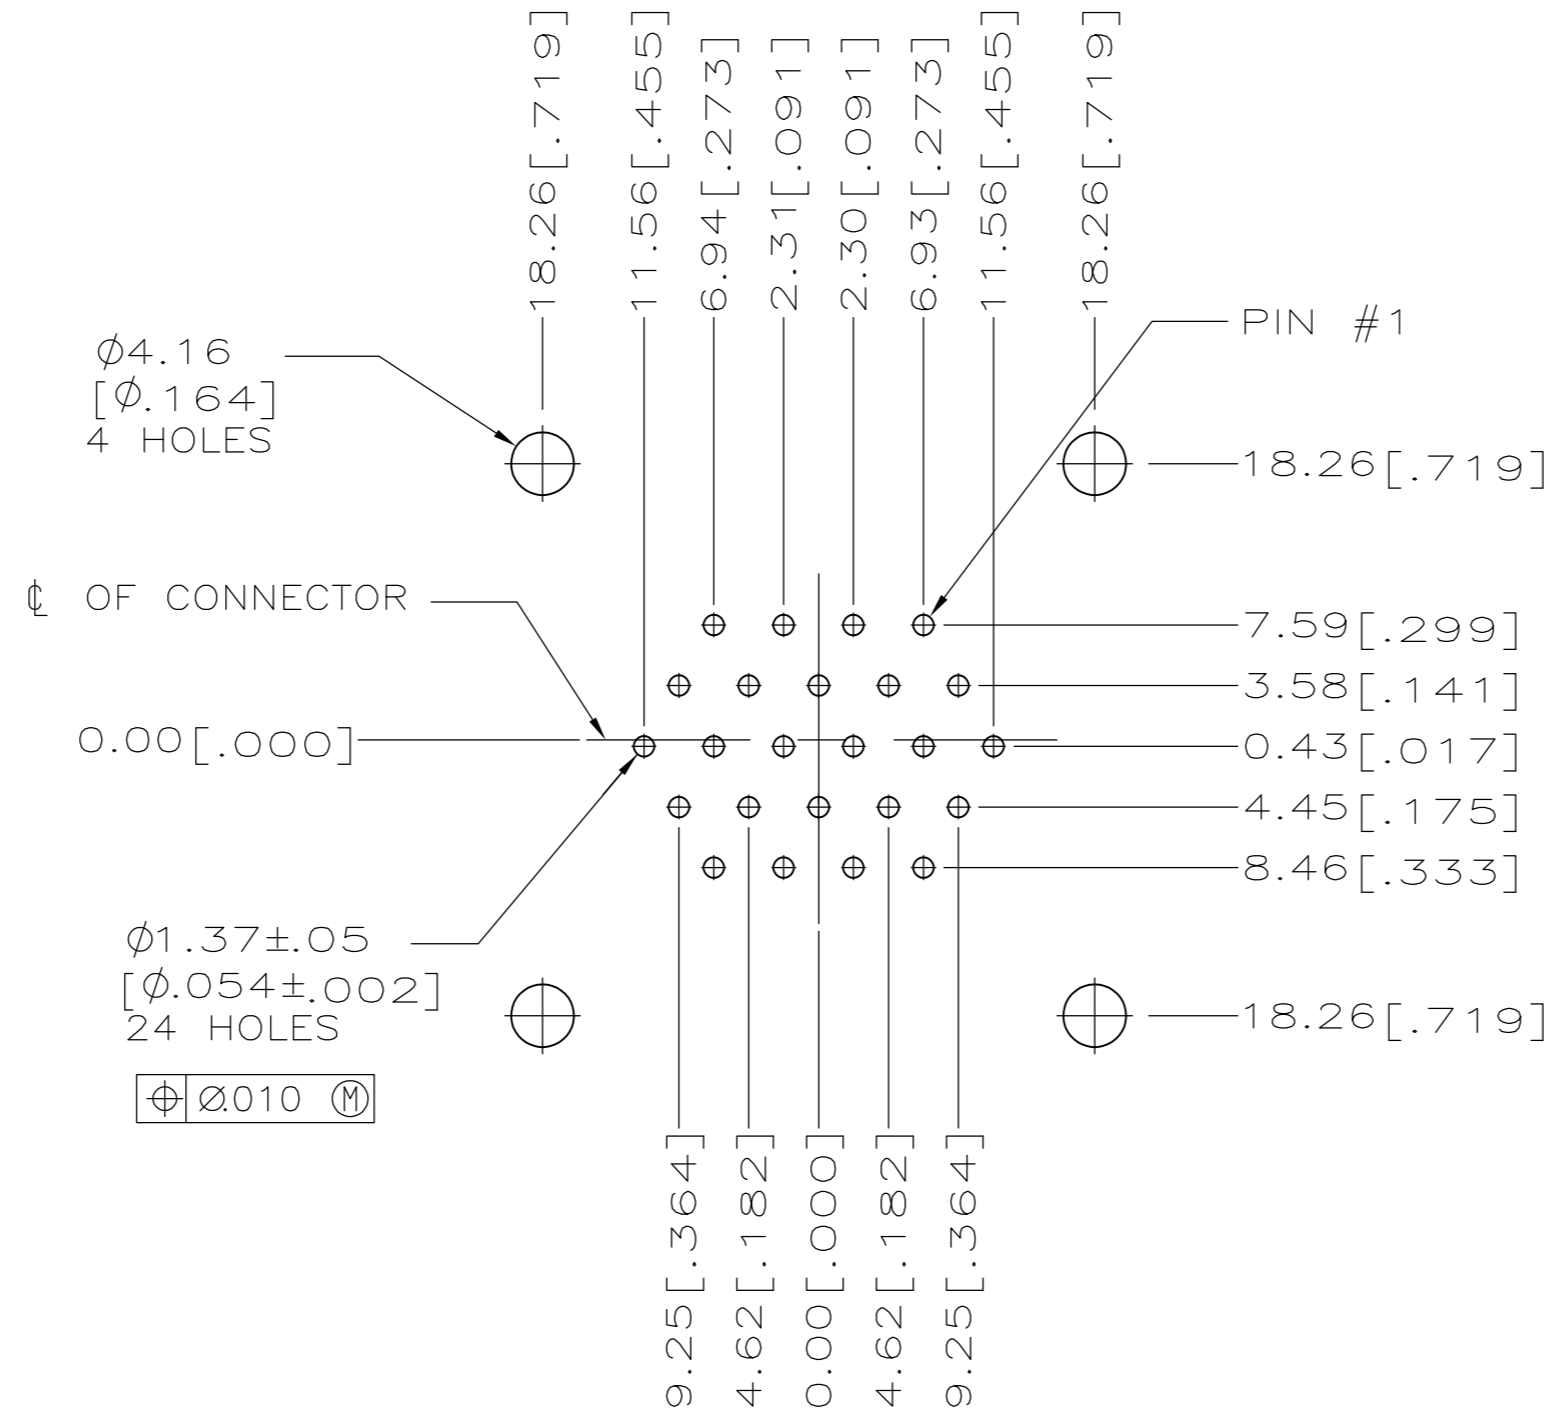 18.26[.719]
11.56[.455]
6.94[.273]
2.31[.091]
2.30[.091]
6.93[.273]
11.56[.455]
18.26[.719]
PIN #1
Ø4.16
[Ø.164]
4 HOLES
18.26[.719]
℄ OF CONNECTOR
7.59[.299]
3.58[.141]
0.00[.000]
0.43[.017]
4.45[.175]
8.46[.333]
Ø1.37±.05
[Ø.054±.002]
24 HOLES
18.26[.719]
⌖ Ø.010 Ⓜ
9.25[.364]
4.62[.182]
0.00[.000]
4.62[.182]
9.25[.364]